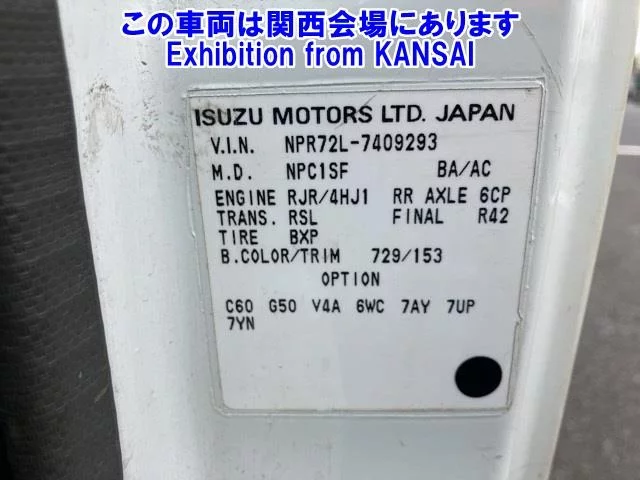 この車両は関西会場にあります
Exhibition from KANSAI
ISUZU MOTORS LTD. JAPAN
V.I.N. NPR72L-7409293
M.D. NPC1SF BA/AC
ENGINE RJR/4HJ1 RR AXLE 6CP
TRANS. RSL FINAL R42
TIRE BXP
B.COLOR/TRIM 729/153
OPTION
C60 G50 V4A 6WC 7AY 7UP
7YN